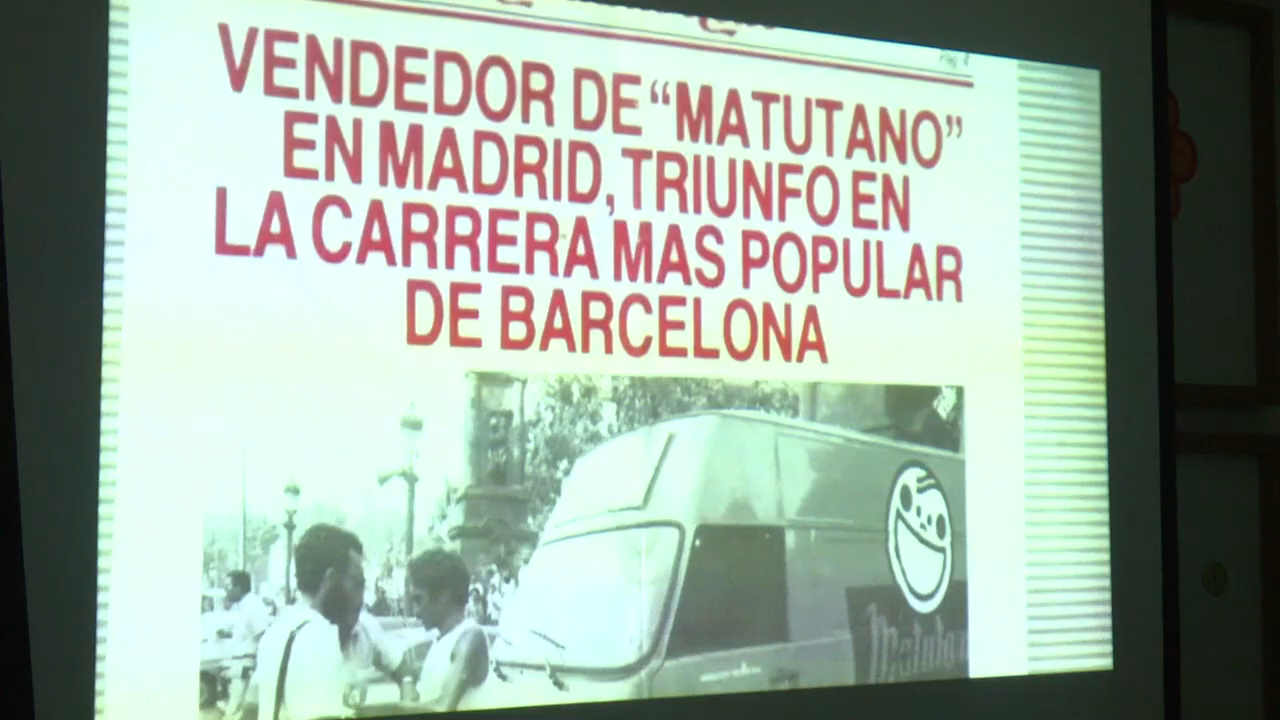 VENDEDOR DE “MATUTANO”
EN MADRID, TRIUNFO EN
LA CARRERA MAS POPULAR
DE BARCELONA